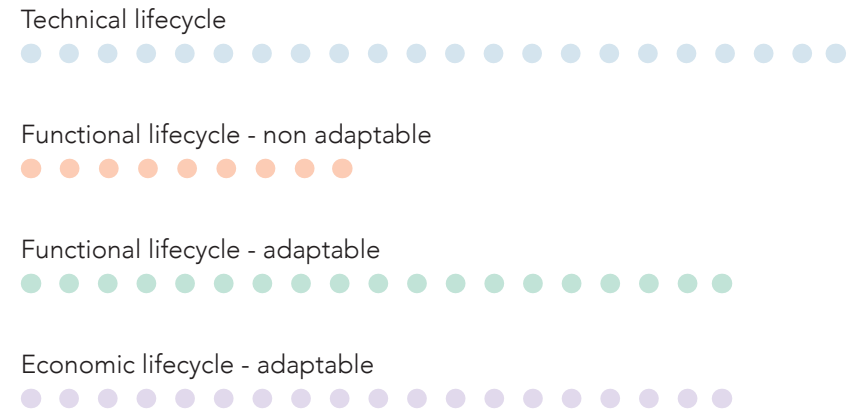 Technical lifecycle
Functional lifecycle - non adaptable
Functional lifecycle - adaptable
Economic lifecycle - adaptable